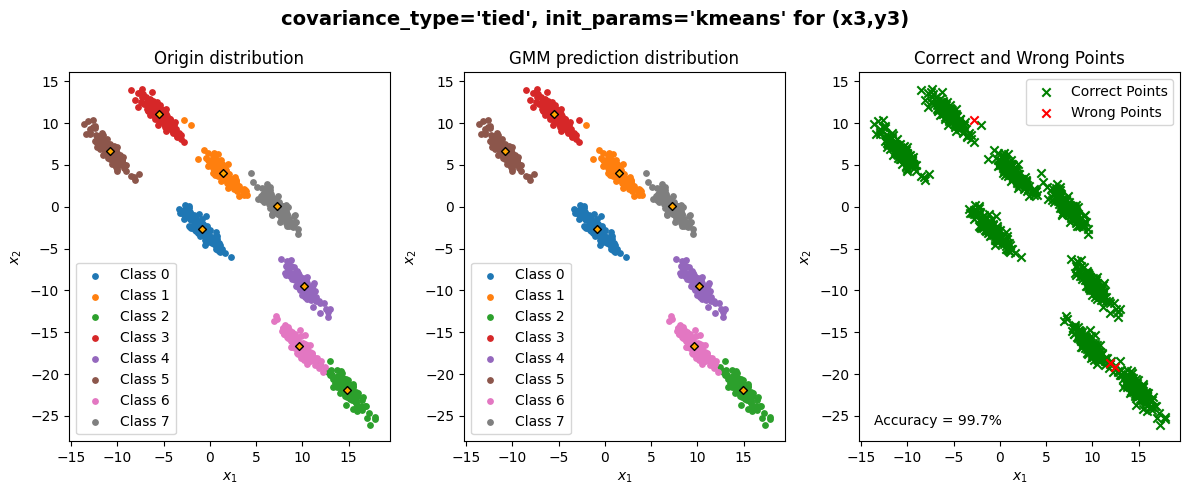 covariance_type='tied', init_params='kmeans' for (x3,y3)
Origin distribution
15
10
5
0
−5
−10
−15
−20
−25
x₂
−15 −10 −5 0 5 10 15
x₁
Class 0
Class 1
Class 2
Class 3
Class 4
Class 5
Class 6
Class 7
GMM prediction distribution
15
10
5
0
−5
−10
−15
−20
−25
x₂
−15 −10 −5 0 5 10 15
x₁
Class 0
Class 1
Class 2
Class 3
Class 4
Class 5
Class 6
Class 7
Correct and Wrong Points
15
10
5
0
−5
−10
−15
−20
−25
x₂
−15 −10 −5 0 5 10 15
x₁
Correct Points
Wrong Points
Accuracy = 99.7%